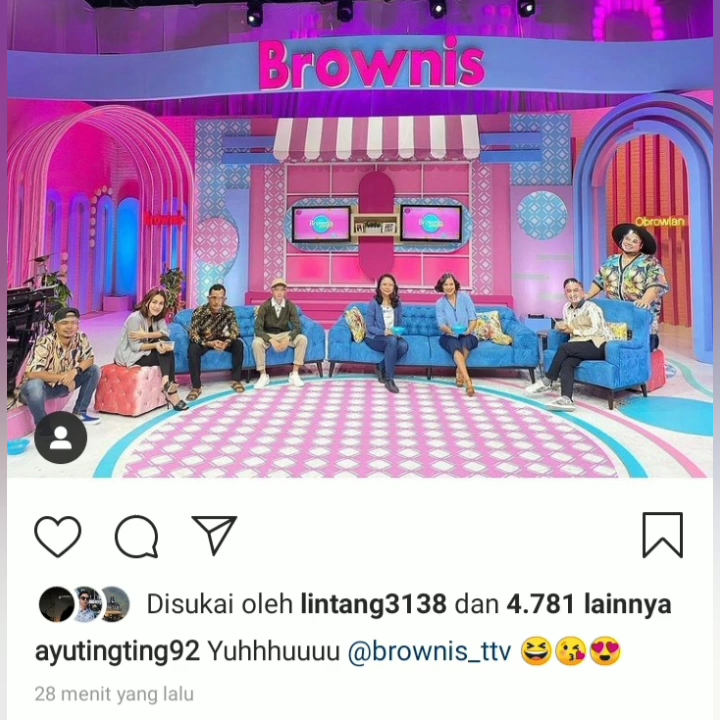 Brownis
Obrowlan
Disukai oleh lintang3138 dan 4.781 lainnya
ayutingting92 Yuhhhuuuu @brownis_ttv 😆😘😍
28 menit yang lalu